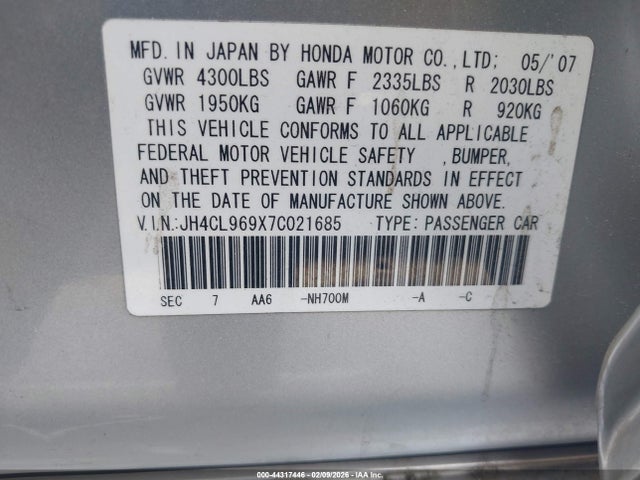 MFD. IN JAPAN BY HONDA MOTOR CO.,LTD; 05/'07
GVWR 4300LBS GAWR F 2335LBS R 2030LBS
GVWR 1950KG GAWR F 1060KG R 920KG
THIS VEHICLE CONFORMS TO ALL APPLICABLE
FEDERAL MOTOR VEHICLE SAFETY ,BUMPER,
AND THEFT PREVENTION STANDARDS IN EFFECT
ON THE DATE OF MANUFACTURE SHOWN ABOVE.
V.I.N.:JH4CL969X7C021685 TYPE: PASSENGER CAR
SEC 7 AA6 -NH700M -A -C
000 - 44317446 - 02/09/2026 - IAA Inc.